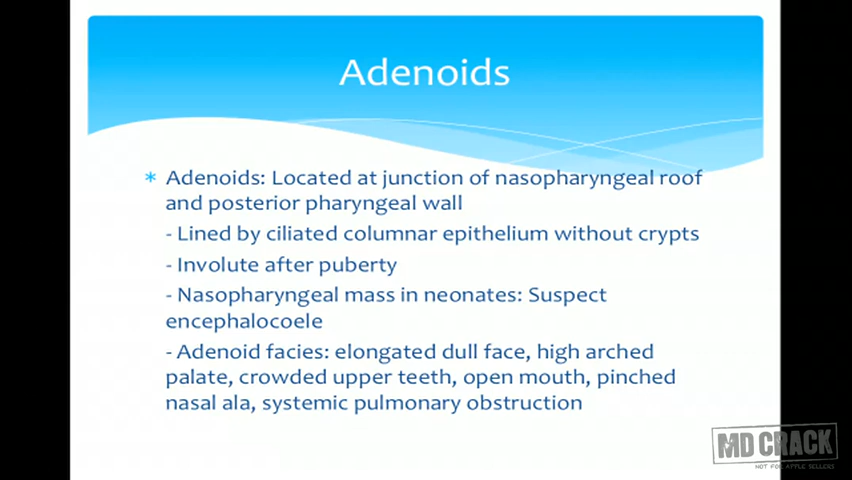 Adenoids
* Adenoids: Located at junction of nasopharyngeal roof
and posterior pharyngeal wall
- Lined by ciliated columnar epithelium without crypts
- Involute after puberty
- Nasopharyngeal mass in neonates: Suspect
encephalocoele
- Adenoid facies: elongated dull face, high arched
palate, crowded upper teeth, open mouth, pinched
nasal ala, systemic pulmonary obstruction
MD CRACK
NOT FOR APPLE SELLERS